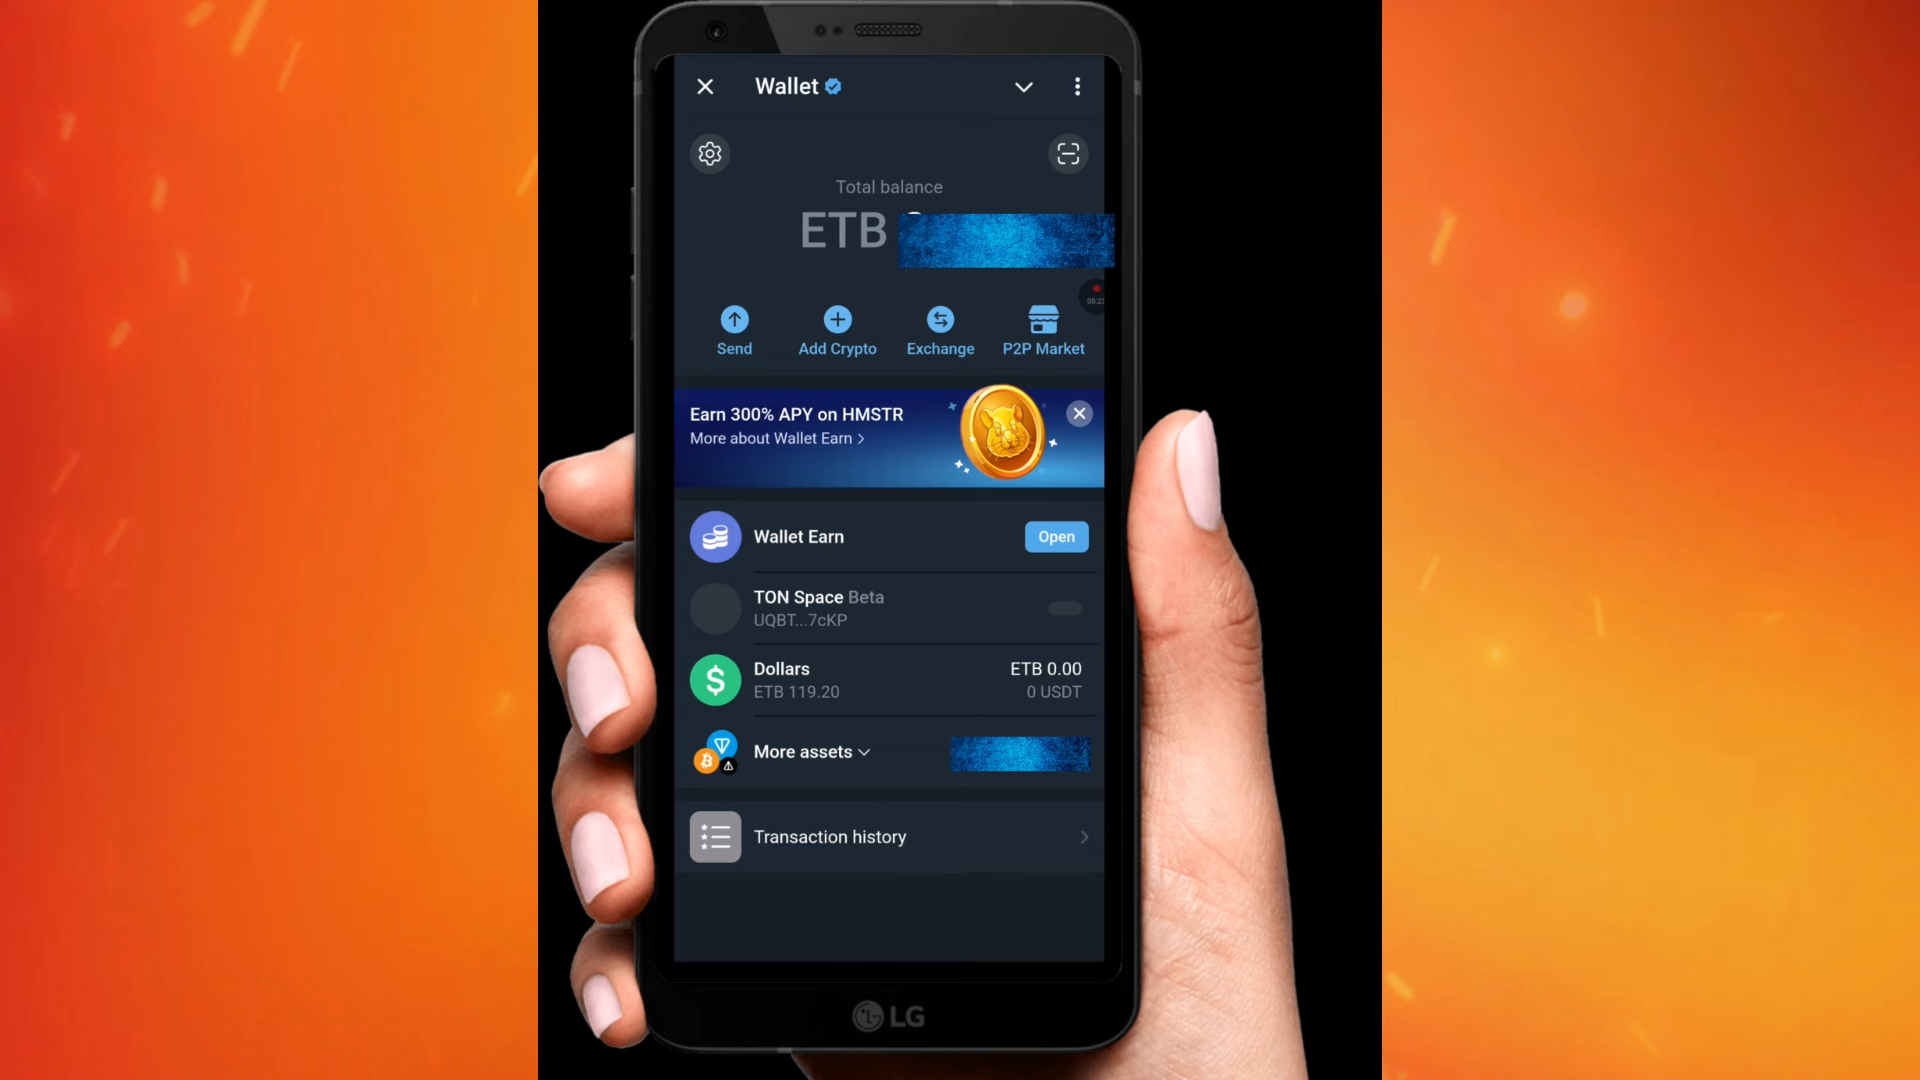 Wallet
Total balance
ETB
Send
Add Crypto
Exchange
P2P Market
Earn 300% APY on HMSTR
More about Wallet Earn >
Wallet Earn
Open
TON Space Beta
UQBT...7cKP
Dollars
ETB 0.00
ETB 119.20
0 USDT
More assets
Transaction history
LG